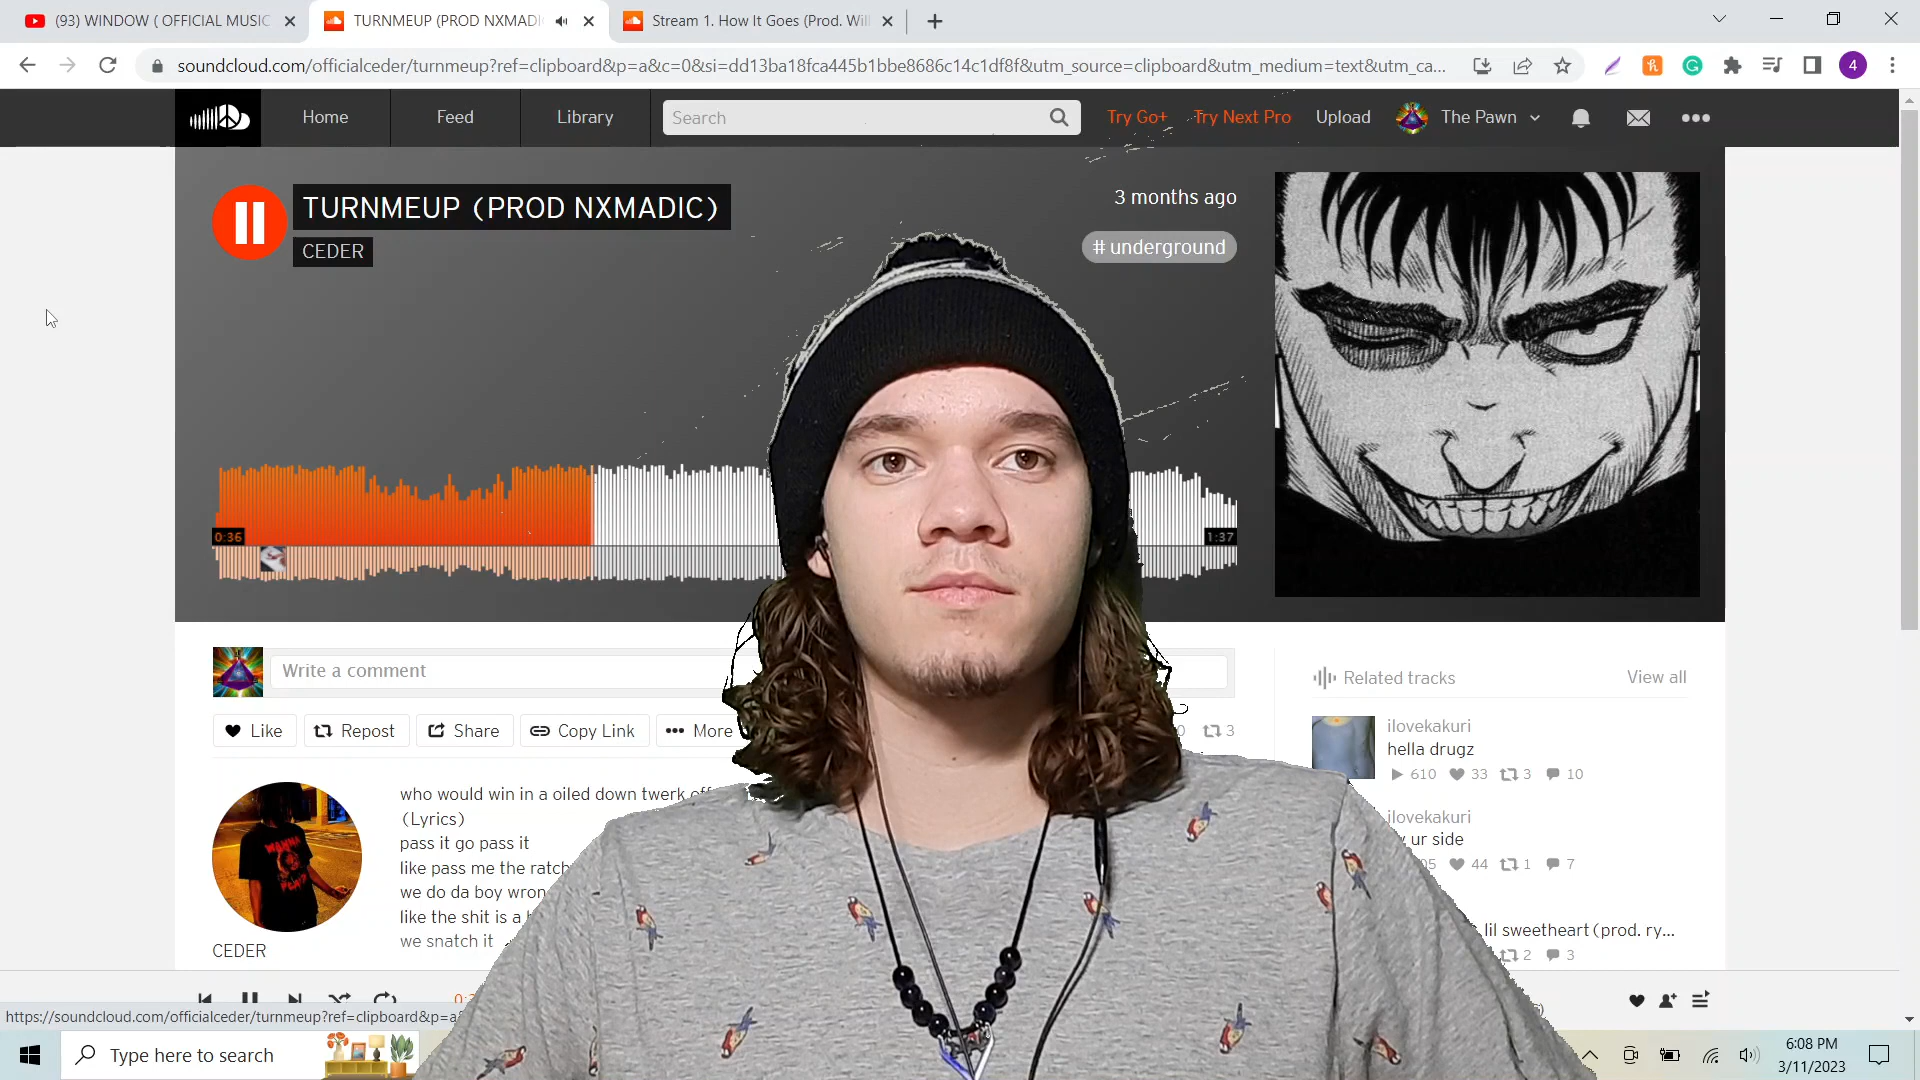 (93) WINDOW ( OFFICIAL MUSIC
TURNMEUP (PROD NXMADI
Stream 1. How It Goes (Prod. Will
soundcloud.com/officialceder/turnmeup?ref=clipboard&p=a&c=0&si=dd13ba18fca445b1bbe8686c14c1df8f&utm_source=clipboard&utm_medium=text&utm_ca...
4
Home
Feed
Library
Search
Try Go+
Try Next Pro
Upload
The Pawn
TURNMEUP (PROD NXMADIC)
CEDER
3 months ago
# underground
0:36
1:37
Write a comment
Like
Repost
Share
Copy Link
More
3
Related tracks
View all
ilovekakuri
hella drugz
610
33
3
10
ilovekakuri
ur side
44
1
7
lil sweetheart (prod. ry...
2
3
who would win in a oiled down twerk
(Lyrics)
pass it go pass it
like pass me the
we do da boy
like the shit is a
we snatch it
CEDER
https://soundcloud.com/officialceder/turnmeup?ref=clipboard&p=a
Type here to search
6:08 PM
3/11/2023